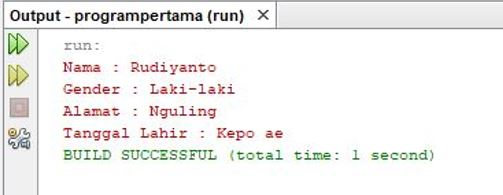 Output - programpertama (run)
run:
Nama : Rudiyanto
Gender : Laki-laki
Alamat : Nguling
Tanggal Lahir : Kepo ae
BUILD SUCCESSFUL (total time: 1 second)